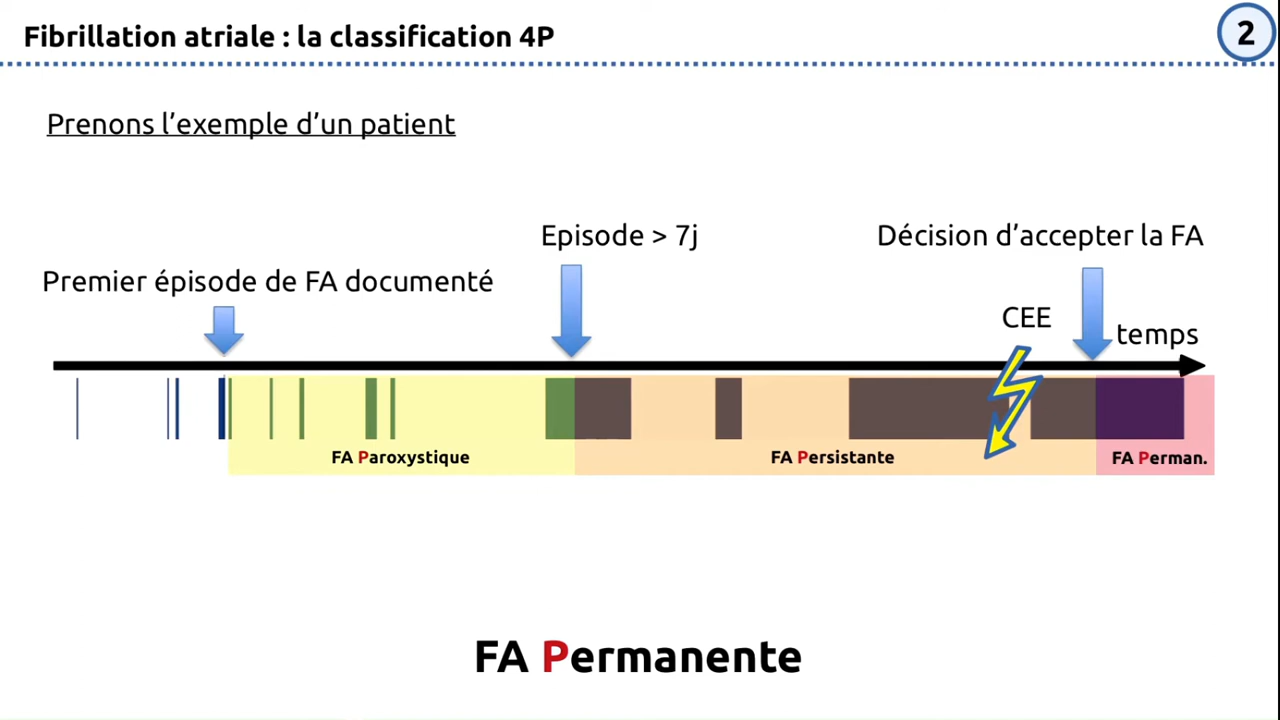 Fibrillation atriale : la classification 4P
2
Prenons l’exemple d’un patient
Episode > 7j
Décision d’accepter la FA
Premier épisode de FA documenté
CEE
temps
FA Paroxystique
FA Persistante
FA Perman.
FA Permanente